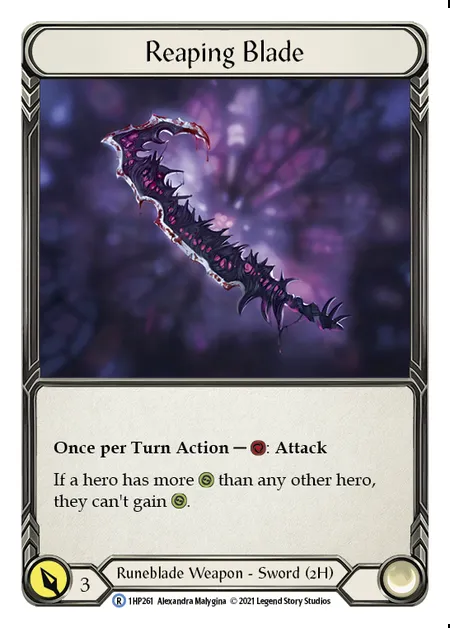 Reaping Blade
Once per Turn Action — : Attack
If a hero has more than any other hero,
they can't gain .
3
Runeblade Weapon - Sword (2H)
R 1HP261 Alexandra Malygina © 2021 Legend Story Studios